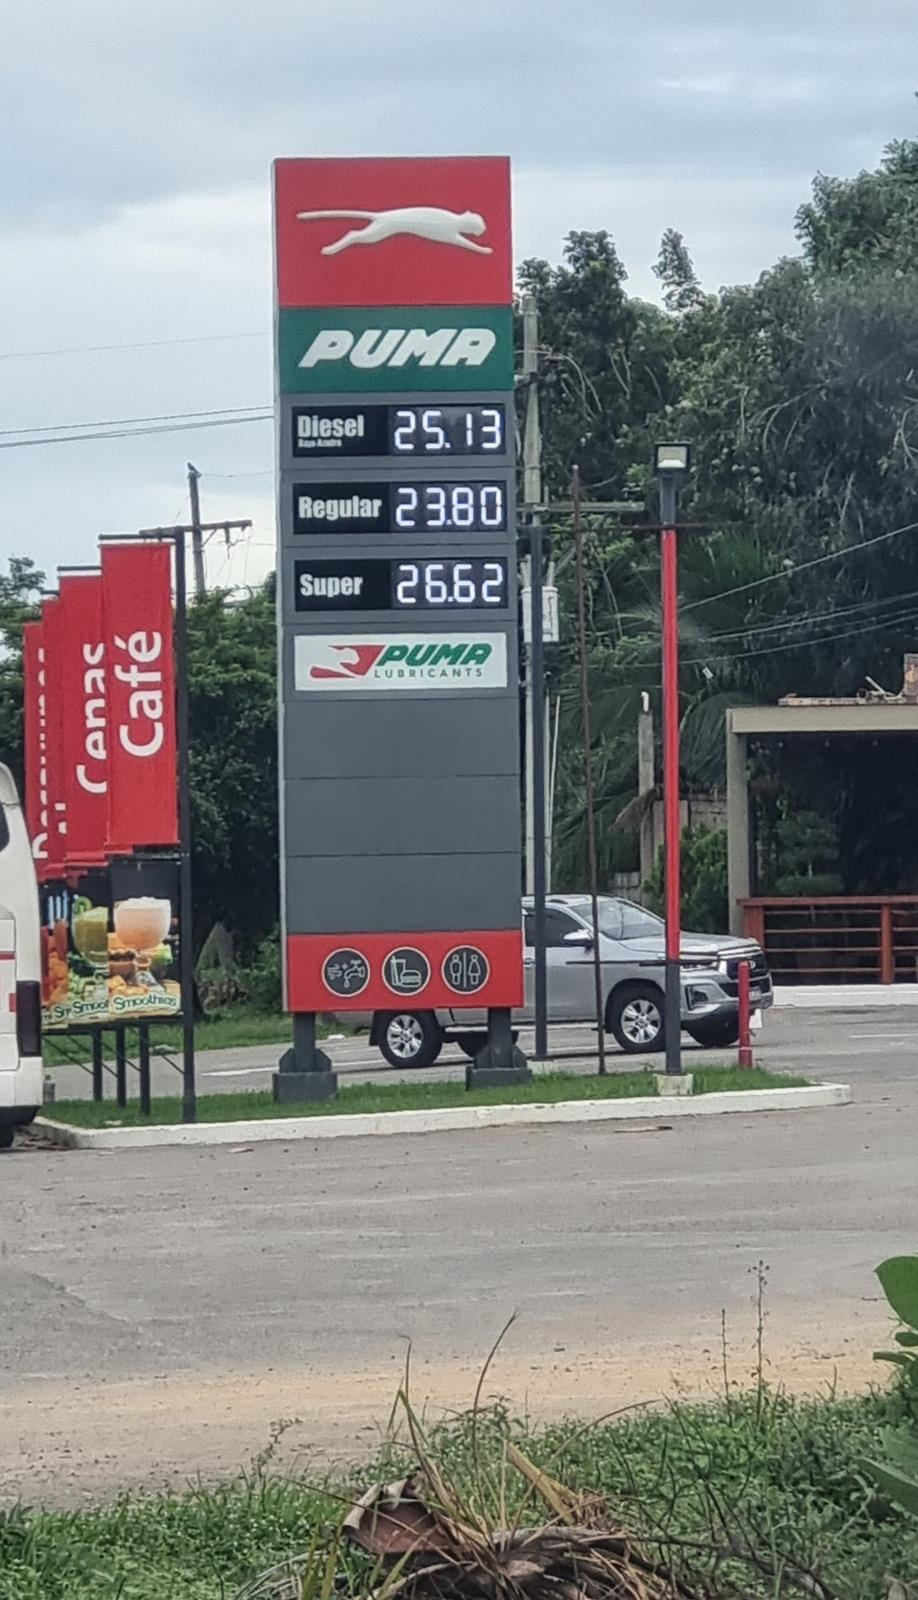 PUMA
Diesel 25.13
Bajo Azufre
Regular 23.80
Super 26.62
PUMA
LUBRICANTS
Cenas
Café
Smoothies